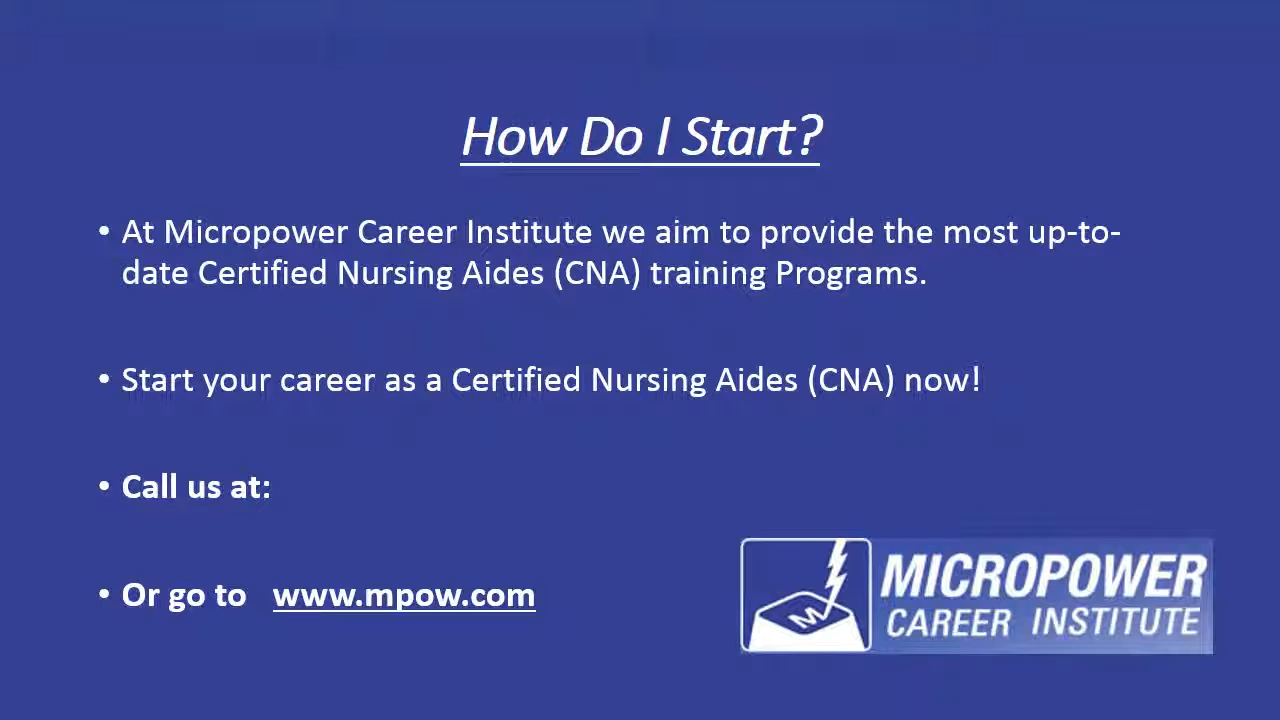 How Do I Start?
• At Micropower Career Institute we aim to provide the most up-to-
date Certified Nursing Aides (CNA) training Programs.
• Start your career as a Certified Nursing Aides (CNA) now!
• Call us at:
• Or go to www.mpow.com
M
MICROPOWER
CAREER INSTITUTE